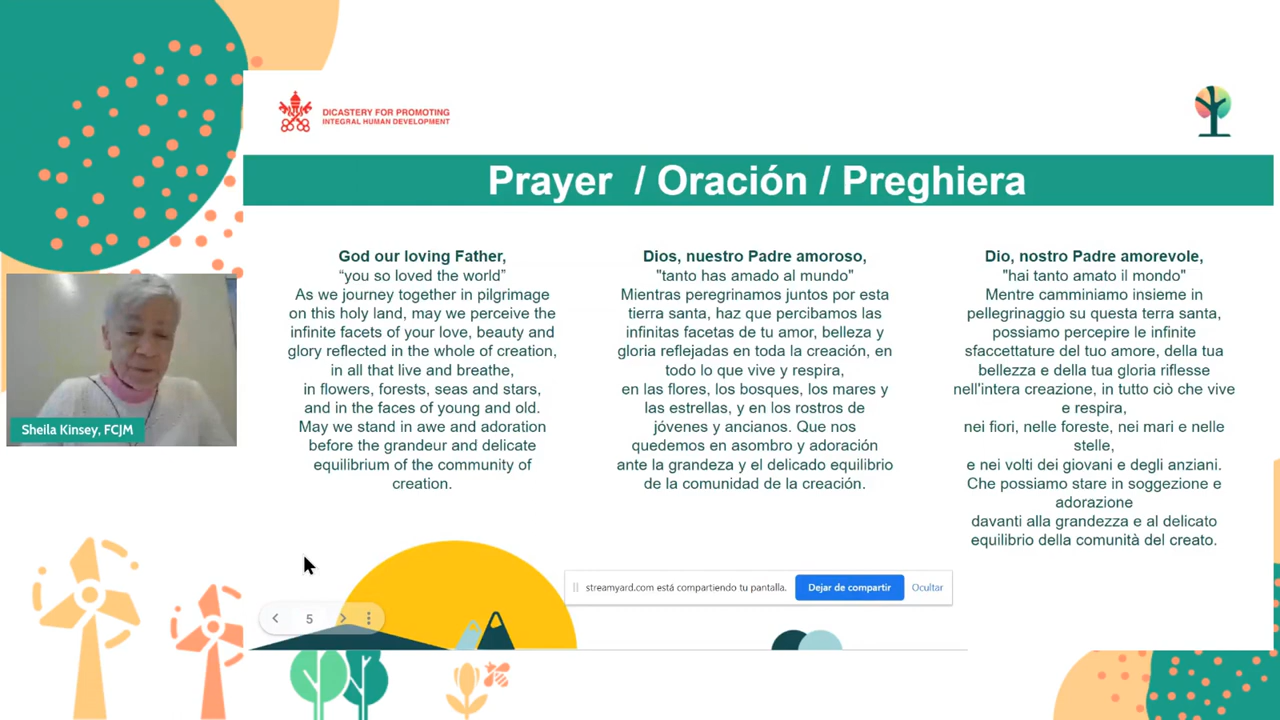 DICASTERY FOR PROMOTING
INTEGRAL HUMAN DEVELOPMENT
Prayer / Oración / Preghiera
God our loving Father,
“you so loved the world”
As we journey together in pilgrimage
on this holy land, may we perceive the
infinite facets of your love, beauty and
glory reflected in the whole of creation,
in all that live and breathe,
in flowers, forests, seas and stars,
and in the faces of young and old.
May we stand in awe and adoration
before the grandeur and delicate
equilibrium of the community of
creation.
Dios, nuestro Padre amoroso,
"tanto has amado al mundo"
Mientras peregrinamos juntos por esta
tierra santa, haz que percibamos las
infinitas facetas de tu amor, belleza y
gloria reflejadas en toda la creación, en
todo lo que vive y respira,
en las flores, los bosques, los mares y
las estrellas, y en los rostros de
jóvenes y ancianos. Que nos
quedemos en asombro y adoración
ante la grandeza y el delicado equilibrio
de la comunidad de la creación.
Dio, nostro Padre amorevole,
"hai tanto amato il mondo"
Mentre camminiamo insieme in
pellegrinaggio su questa terra santa,
possiamo percepire le infinite
sfaccettature del tuo amore, della tua
bellezza e della tua gloria riflesse
nell'intera creazione, in tutto ciò che vive
e respira,
nei fiori, nelle foreste, nei mari e nelle
stelle,
e nei volti dei giovani e degli anziani.
Che possiamo stare in soggezione e
adorazione
davanti alla grandezza e al delicato
equilibrio della comunità del creato.
Sheila Kinsey, FCJM
streamyard.com está compartiendo tu pantalla.
Dejar de compartir
Ocultar
5